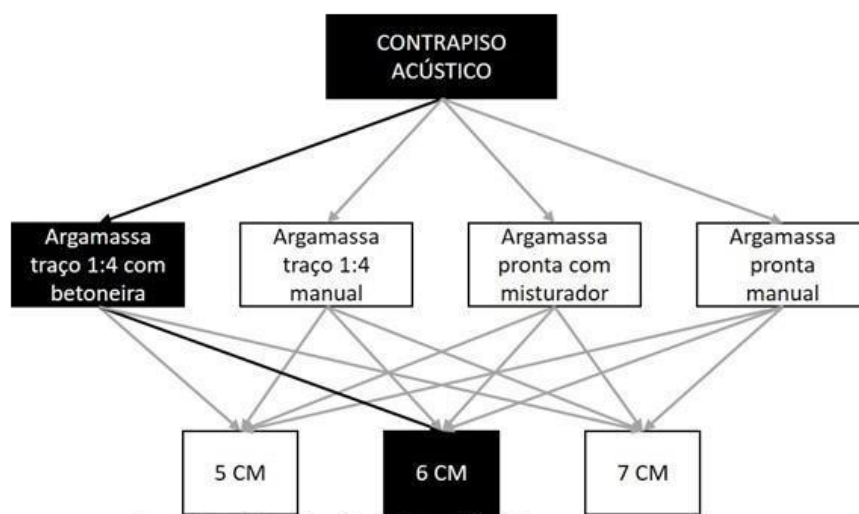 CONTRAPISO
ACÚSTICO
Argamassa
traço 1:4 com
betoneira
Argamassa
traço 1:4
manual
Argamassa
pronta com
misturador
Argamassa
pronta
manual
5 CM
6 CM
7 CM